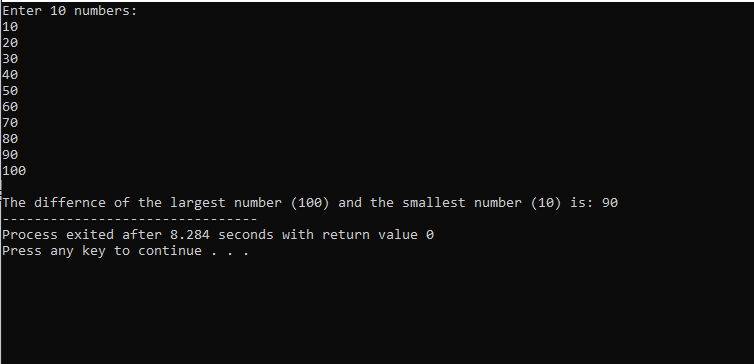 Enter 10 numbers:
10
20
30
40
50
60
70
80
90
100
The differnce of the largest number (100) and the smallest number (10) is: 90
--------------------------------
Process exited after 8.284 seconds with return value 0
Press any key to continue . . .